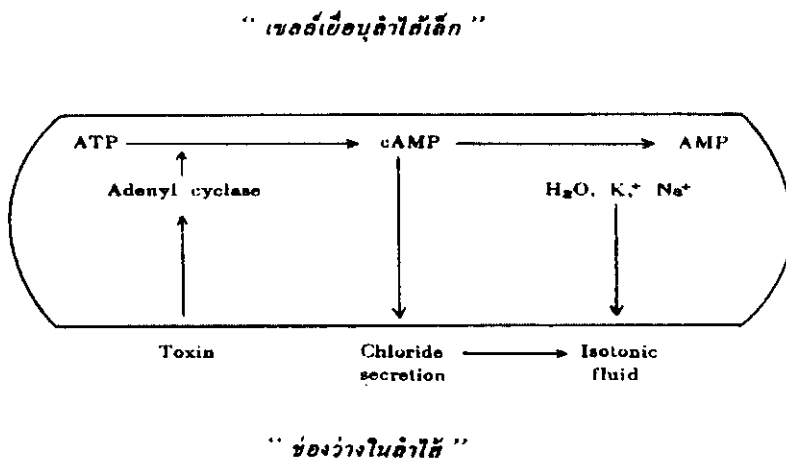 “ เซลล์เยื่อบุลำไส้เล็ก ”
ATP cAMP AMP
Adenyl cyclase H₂O, K,⁺ Na⁺
Toxin Chloride Isotonic
secretion fluid
“ ช่องว่างในลำไส้ ”